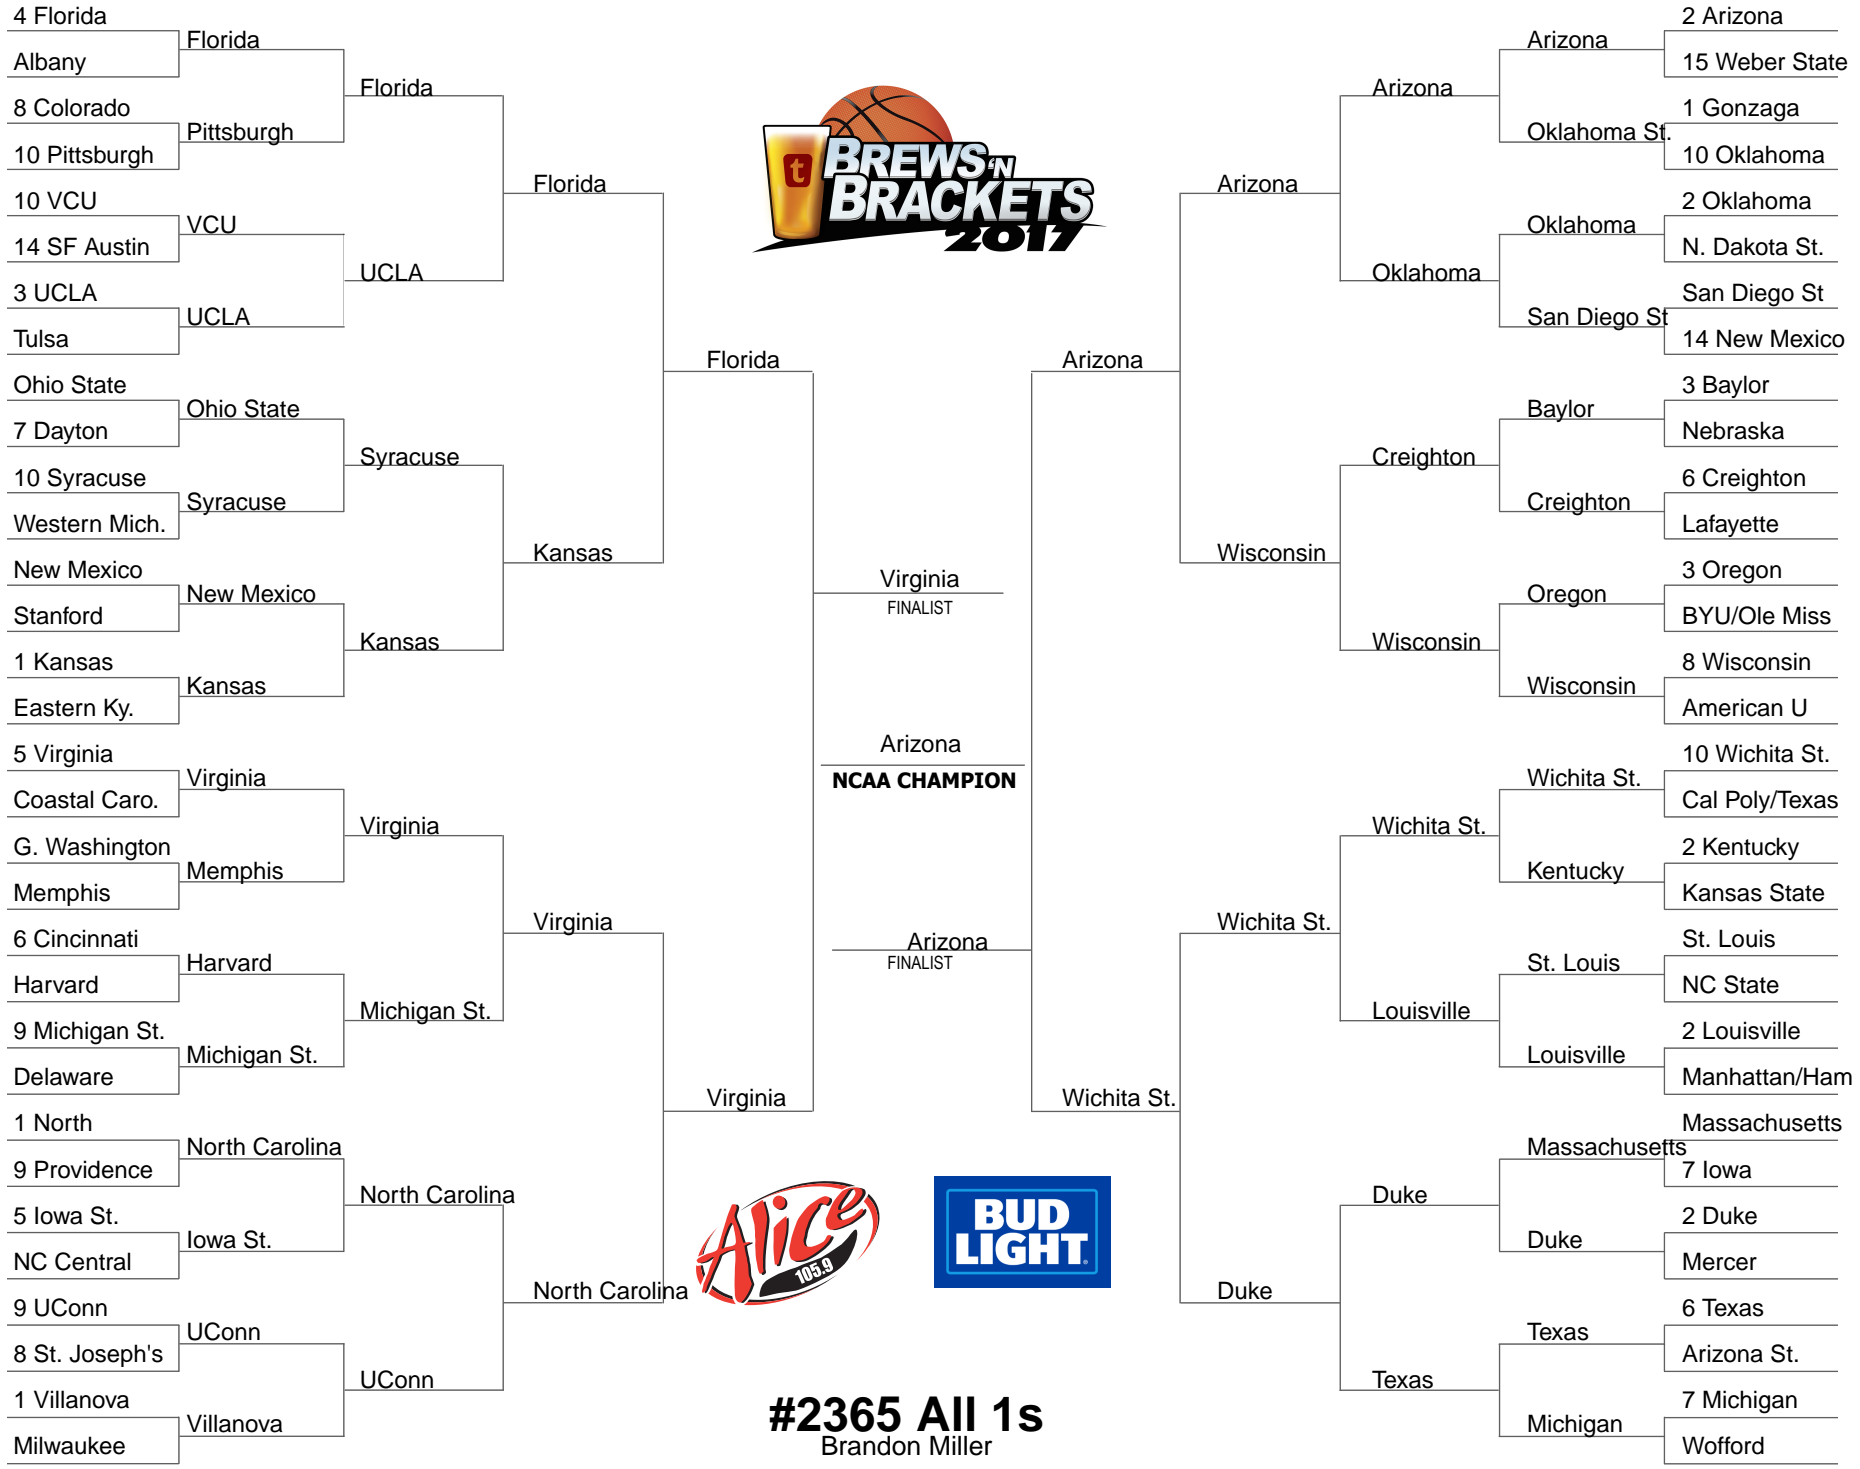 4 Florida
Albany
8 Colorado
10 Pittsburgh
10 VCU
14 SF Austin
3 UCLA
Tulsa
Ohio State
7 Dayton
10 Syracuse
Western Mich.
New Mexico
Stanford
1 Kansas
Eastern Ky.
5 Virginia
Coastal Caro.
G. Washington
Memphis
6 Cincinnati
Harvard
9 Michigan St.
Delaware
1 North
9 Providence
5 Iowa St.
NC Central
9 UConn
8 St. Joseph's
1 Villanova
Milwaukee
Florida
Pittsburgh
VCU
UCLA
Ohio State
Syracuse
New Mexico
Kansas
Virginia
Memphis
Harvard
Michigan St.
North Carolina
Iowa St.
UConn
Villanova
Florida
UCLA
Syracuse
Kansas
Virginia
Michigan St.
North Carolina
UConn
Florida
Kansas
Virginia
North Carolina
Florida
Virginia
t
BREWS 'N
BRACKETS
2017
Virginia
FINALIST
Arizona
NCAA CHAMPION
Arizona
FINALIST
Alice
105.9
BUD
LIGHT
#2365 All 1s
Brandon Miller
Arizona
Wichita St.
Arizona
Wisconsin
Wichita St.
Duke
Arizona
Oklahoma
Creighton
Wisconsin
Wichita St.
Louisville
Duke
Texas
Arizona
Oklahoma St.
Oklahoma
San Diego St
Baylor
Creighton
Oregon
Wisconsin
Wichita St.
Kentucky
St. Louis
Louisville
Massachusetts
Duke
Texas
Michigan
2 Arizona
15 Weber State
1 Gonzaga
10 Oklahoma
2 Oklahoma
N. Dakota St.
San Diego St
14 New Mexico
3 Baylor
Nebraska
6 Creighton
Lafayette
3 Oregon
BYU/Ole Miss
8 Wisconsin
American U
10 Wichita St.
Cal Poly/Texas
2 Kentucky
Kansas State
St. Louis
NC State
2 Louisville
Manhattan/Ham
Massachusetts
7 Iowa
2 Duke
Mercer
6 Texas
Arizona St.
7 Michigan
Wofford